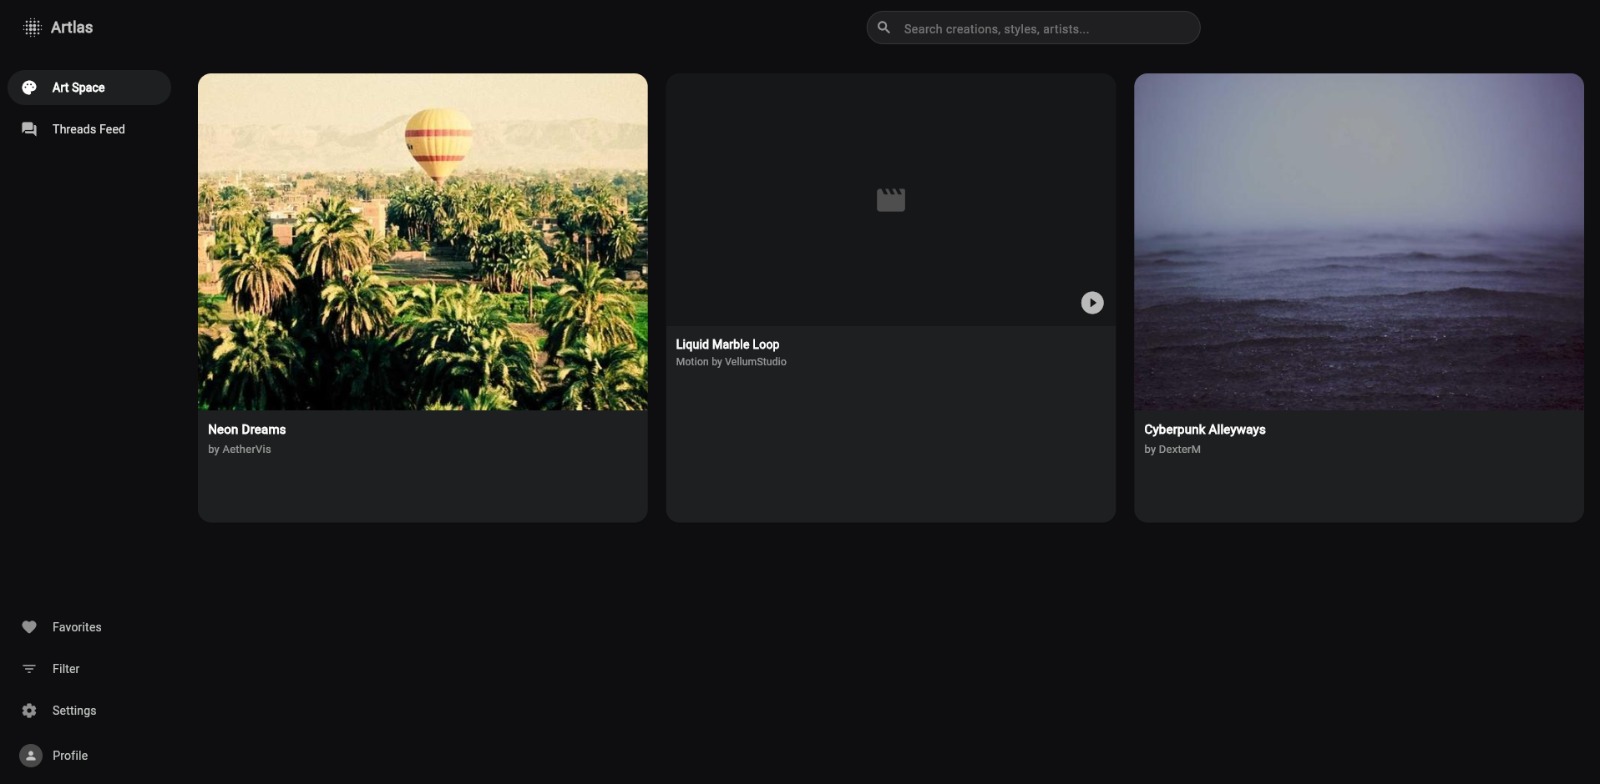 Artlas
Search creations, styles, artists...
Art Space
Threads Feed
Neon Dreams
by AetherVis
Liquid Marble Loop
Motion by VellumStudio
Cyberpunk Alleyways
by DexterM
Favorites
Filter
Settings
Profile